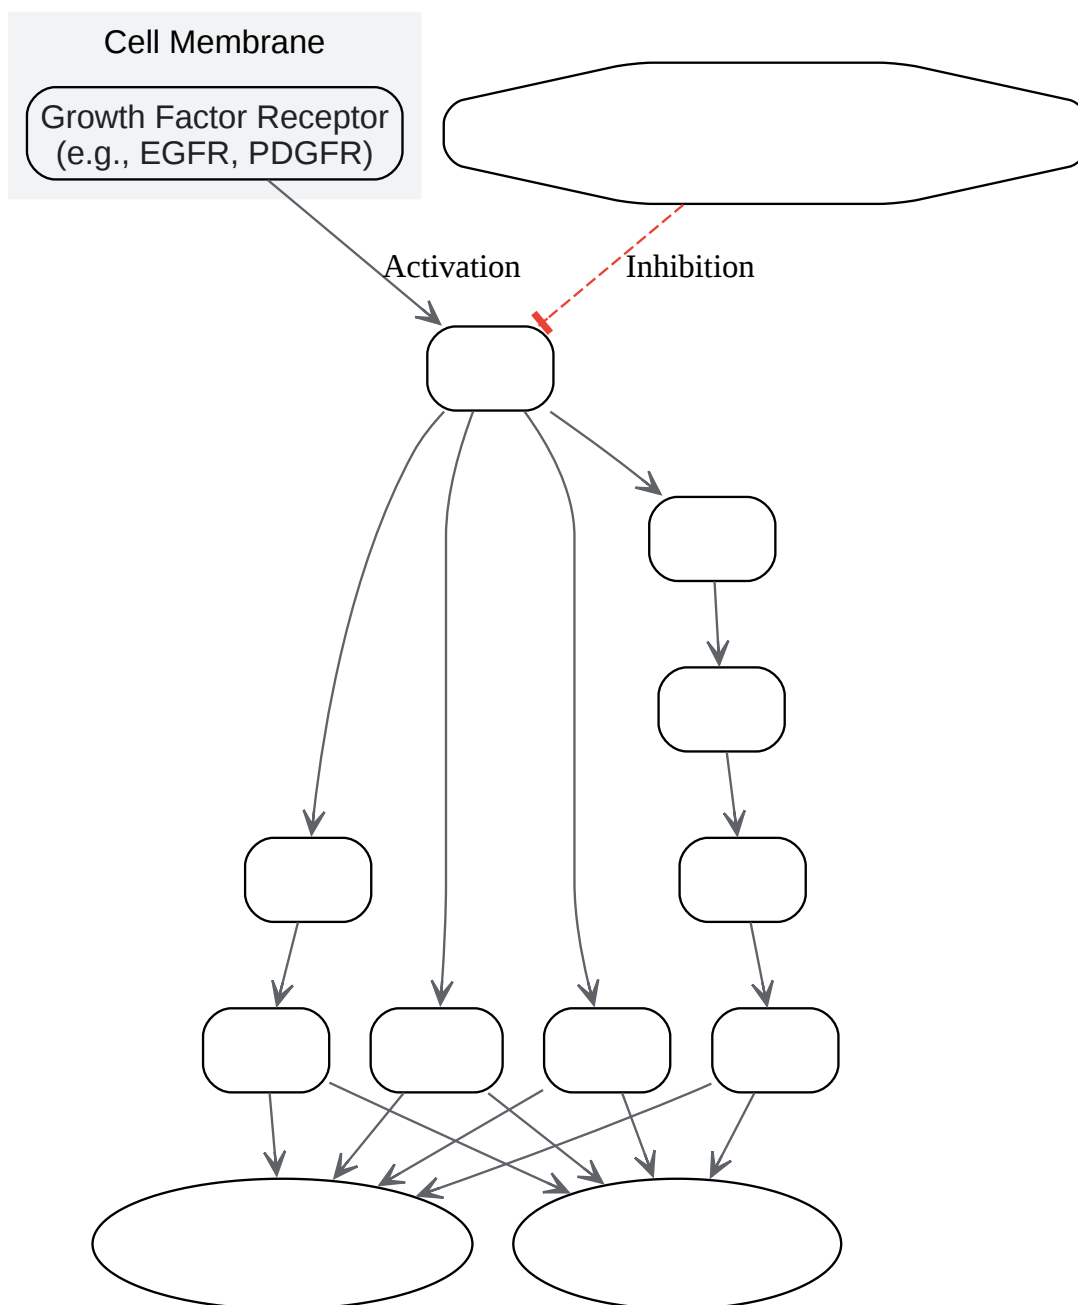 Cell Membrane
Growth Factor Receptor
(e.g., EGFR, PDGFR)
Activation
Inhibition